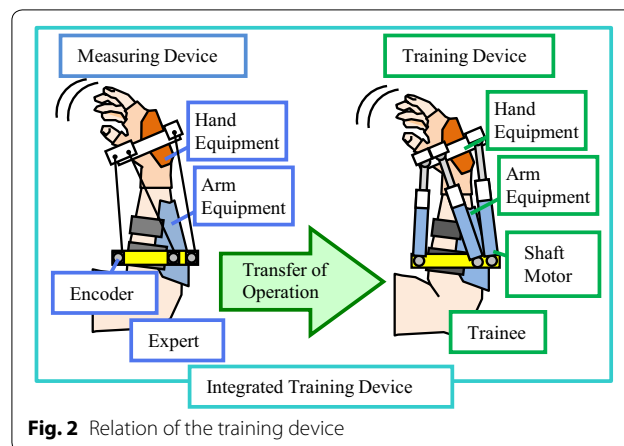 Measuring Device
Training Device
Hand
Equipment
Arm
Equipment
Encoder
Expert
Transfer of
Operation
Hand
Equipment
Arm
Equipment
Shaft
Motor
Trainee
Integrated Training Device
Fig. 2 Relation of the training device